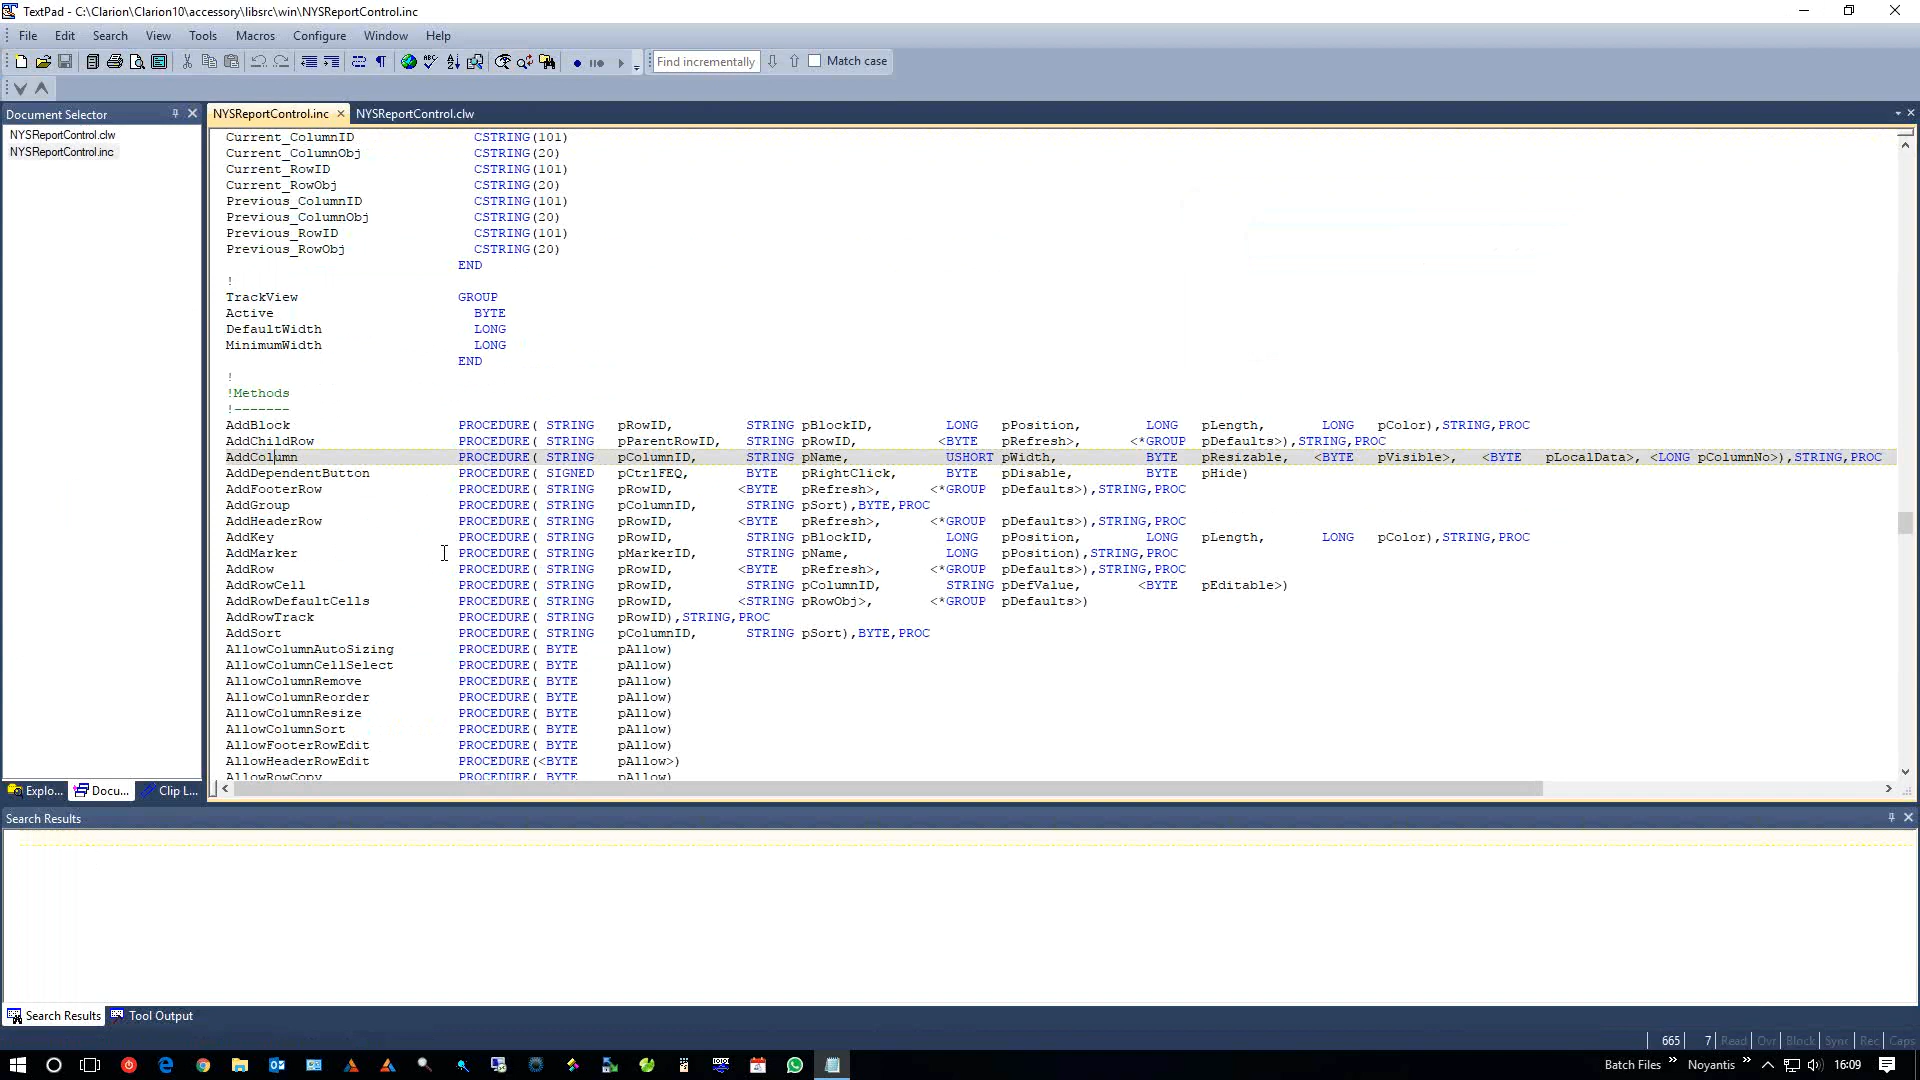 TextPad - C:\Clarion\Clarion10\accessory\libsrc\win\NYSReportControl.inc
File Edit Search View Tools Macros Configure Window Help
Find incrementally Match case
Document Selector
NYSReportControl.inc NYSReportControl.clw
NYSReportControl.clw
NYSReportControl.inc
Current_ColumnID CSTRING(101)
Current_ColumnObj CSTRING(20)
Current_RowID CSTRING(101)
Current_RowObj CSTRING(20)
Previous_ColumnID CSTRING(101)
Previous_ColumnObj CSTRING(20)
Previous_RowID CSTRING(101)
Previous_RowObj CSTRING(20)
END
!
TrackView GROUP
Active BYTE
DefaultWidth LONG
MinimumWidth LONG
END
!
!Methods
!-------
AddBlock PROCEDURE( STRING pRowID, STRING pBlockID, LONG pPosition, LONG pLength, LONG pColor),STRING,PROC
AddChildRow PROCEDURE( STRING pParentRowID, STRING pRowID, <BYTE pRefresh>, <*GROUP pDefaults>),STRING,PROC
AddColumn PROCEDURE( STRING pColumnID, STRING pName, USHORT pWidth, BYTE pResizable, <BYTE pVisible>, <BYTE pLocalData>, <LONG pColumnNo>),STRING,PROC
AddDependentButton PROCEDURE( SIGNED pCtrlFEQ, BYTE pRightClick, BYTE pDisable, BYTE pHide)
AddFooterRow PROCEDURE( STRING pRowID, <BYTE pRefresh>, <*GROUP pDefaults>),STRING,PROC
AddGroup PROCEDURE( STRING pColumnID, STRING pSort),BYTE,PROC
AddHeaderRow PROCEDURE( STRING pRowID, <BYTE pRefresh>, <*GROUP pDefaults>),STRING,PROC
AddKey PROCEDURE( STRING pRowID, STRING pBlockID, LONG pPosition, LONG pLength, LONG pColor),STRING,PROC
AddMarker PROCEDURE( STRING pMarkerID, STRING pName, LONG pPosition),STRING,PROC
AddRow PROCEDURE( STRING pRowID, <BYTE pRefresh>, <*GROUP pDefaults>),STRING,PROC
AddRowCell PROCEDURE( STRING pRowID, STRING pColumnID, STRING pDefValue, <BYTE pEditable>)
AddRowDefaultCells PROCEDURE( STRING pRowID, <STRING pRowObj>, <*GROUP pDefaults>)
AddRowTrack PROCEDURE( STRING pRowID),STRING,PROC
AddSort PROCEDURE( STRING pColumnID, STRING pSort),BYTE,PROC
AllowColumnAutoSizing PROCEDURE( BYTE pAllow)
AllowColumnCellSelect PROCEDURE( BYTE pAllow)
AllowColumnRemove PROCEDURE( BYTE pAllow)
AllowColumnReorder PROCEDURE( BYTE pAllow)
AllowColumnResize PROCEDURE( BYTE pAllow)
AllowColumnSort PROCEDURE( BYTE pAllow)
AllowFooterRowEdit PROCEDURE( BYTE pAllow)
AllowHeaderRowEdit PROCEDURE(<BYTE pAllow>)
AllowRowCopy PROCEDURE( BYTE pAllow)
Explo... Docu... Clip L...
Search Results
Search Results Tool Output
665 7 Read Ovr Block Sync Rec Caps
Batch Files Noyantis 16:09